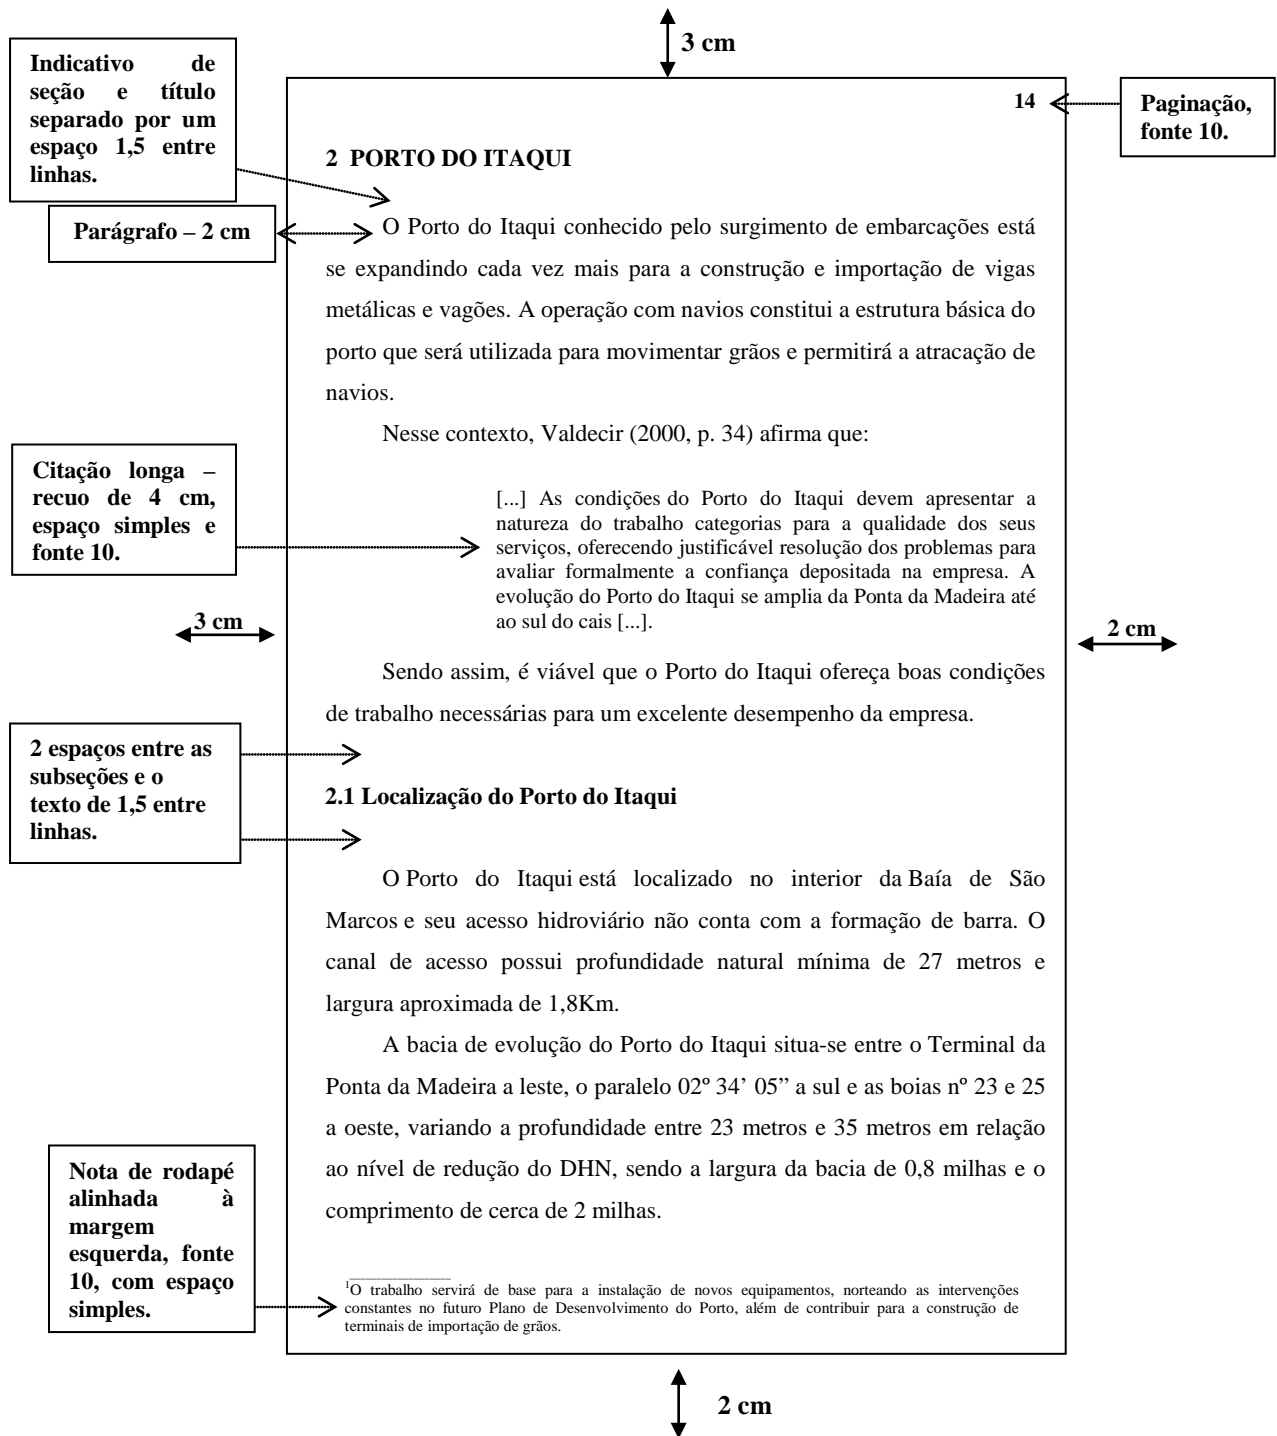 3 cm
Indicativo de
seção e título
separado por um
espaço 1,5 entre
linhas.
14
Paginação,
fonte 10.
2 PORTO DO ITAQUI
Parágrafo – 2 cm
O Porto do Itaqui conhecido pelo surgimento de embarcações está
se expandindo cada vez mais para a construção e importação de vigas
metálicas e vagões. A operação com navios constitui a estrutura básica do
porto que será utilizada para movimentar grãos e permitirá a atracação de
navios.
Nesse contexto, Valdecir (2000, p. 34) afirma que:
Citação longa –
recuo de 4 cm,
espaço simples e
fonte 10.
[...] As condições do Porto do Itaqui devem apresentar a
natureza do trabalho categorias para a qualidade dos seus
serviços, oferecendo justificável resolução dos problemas para
avaliar formalmente a confiança depositada na empresa. A
evolução do Porto do Itaqui se amplia da Ponta da Madeira até
ao sul do cais [...].
3 cm
2 cm
Sendo assim, é viável que o Porto do Itaqui ofereça boas condições
de trabalho necessárias para um excelente desempenho da empresa.
2 espaços entre as
subseções e o
texto de 1,5 entre
linhas.
2.1 Localização do Porto do Itaqui
O Porto do Itaqui está localizado no interior da Baía de São
Marcos e seu acesso hidroviário não conta com a formação de barra. O
canal de acesso possui profundidade natural mínima de 27 metros e
largura aproximada de 1,8Km.
A bacia de evolução do Porto do Itaqui situa-se entre o Terminal da
Ponta da Madeira a leste, o paralelo 02º 34’ 05” a sul e as boias nº 23 e 25
a oeste, variando a profundidade entre 23 metros e 35 metros em relação
ao nível de redução do DHN, sendo a largura da bacia de 0,8 milhas e o
comprimento de cerca de 2 milhas.
Nota de rodapé
alinhada à
margem
esquerda, fonte
10, com espaço
simples.
¹O trabalho servirá de base para a instalação de novos equipamentos, norteando as intervenções
constantes no futuro Plano de Desenvolvimento do Porto, além de contribuir para a construção de
terminais de importação de grãos.
2 cm